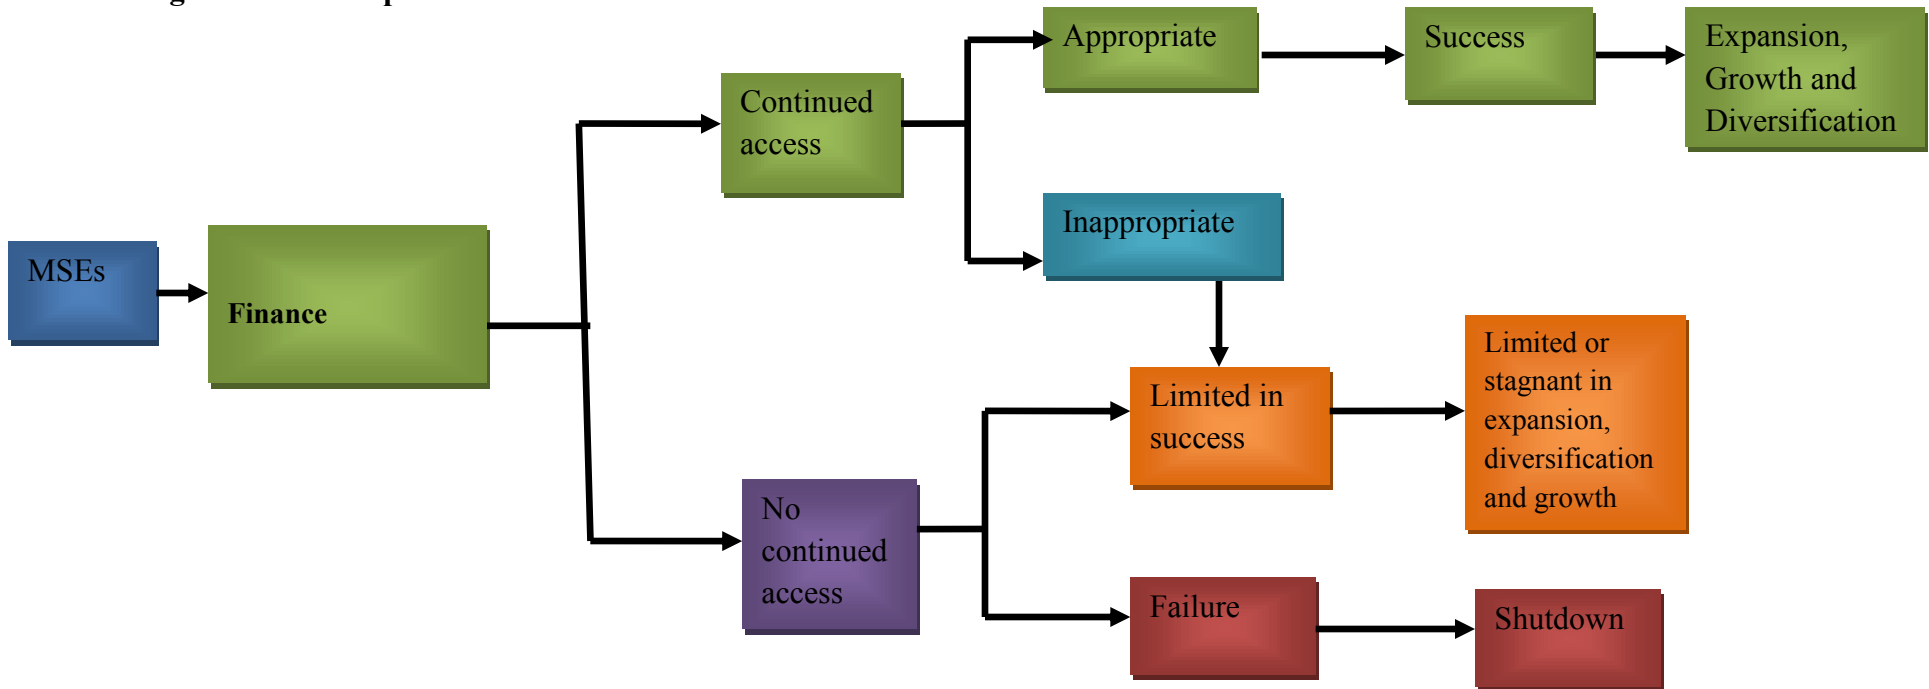 Appropriate
Success
Expansion,
Growth and
Diversification
Continued
access
Inappropriate
MSEs
Finance
Limited in
success
Limited or
stagnant in
expansion,
diversification
and growth
No
continued
access
Failure
Shutdown